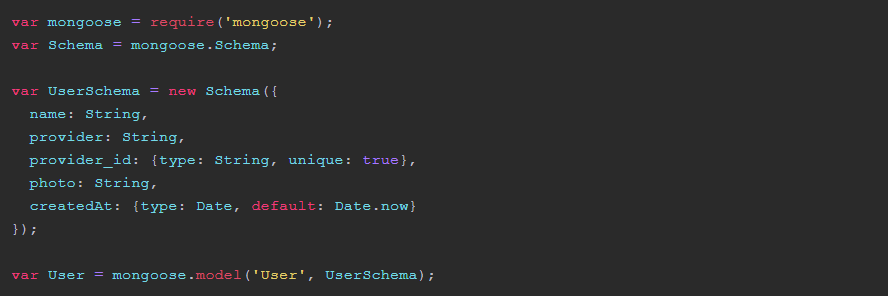 var mongoose = require('mongoose');
var Schema = mongoose.Schema;

var UserSchema = new Schema({
  name: String,
  provider: String,
  provider_id: {type: String, unique: true},
  photo: String,
  createdAt: {type: Date, default: Date.now}
});

var User = mongoose.model('User', UserSchema);